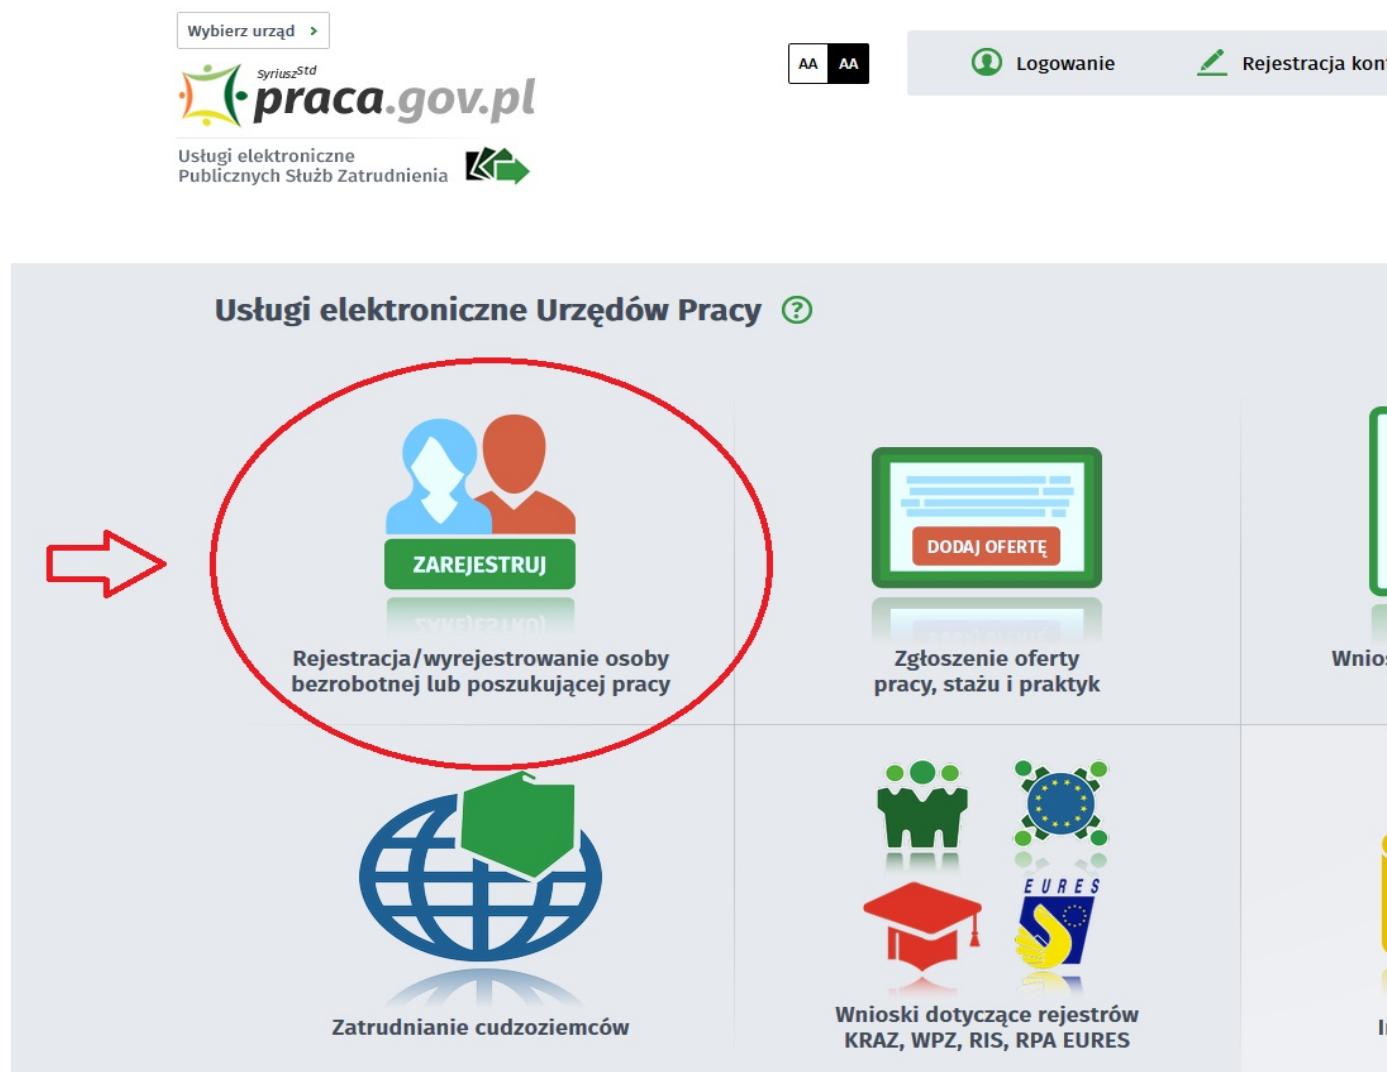 Wybierz urząd
AA AA
Logowanie
Rejestracja kon
SyriuszStd
praca.gov.pl
Usługi elektroniczne
Publicznych Służb Zatrudnienia
Usługi elektroniczne Urzędów Pracy ?
ZAREJESTRUJ
Rejestracja/wyrejestrowanie osoby
bezrobotnej lub poszukującej pracy
DODAJ OFERTĘ
Zgłoszenie oferty
pracy, stażu i praktyk
Wnio
Zatrudnianie cudzoziemców
EURES
Wnioski dotyczące rejestrów
KRAZ, WPZ, RIS, RPA EURES